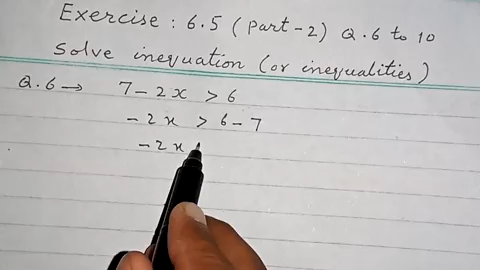 Exercise : 6.5 (part-2) Q.6 to 10
Solve inequation (or inequalities)
Q.6 → 7 - 2x > 6
- 2x > 6 - 7
- 2x